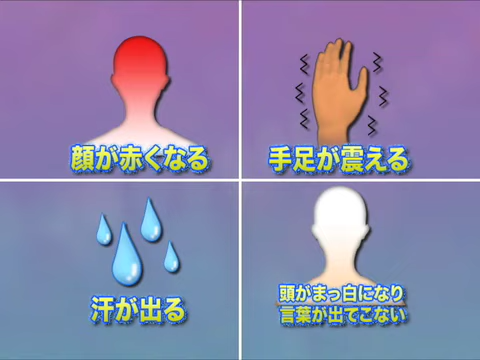 顔が赤くなる
手足が震える
汗が出る
頭がまっ白になり
言葉が出てこない